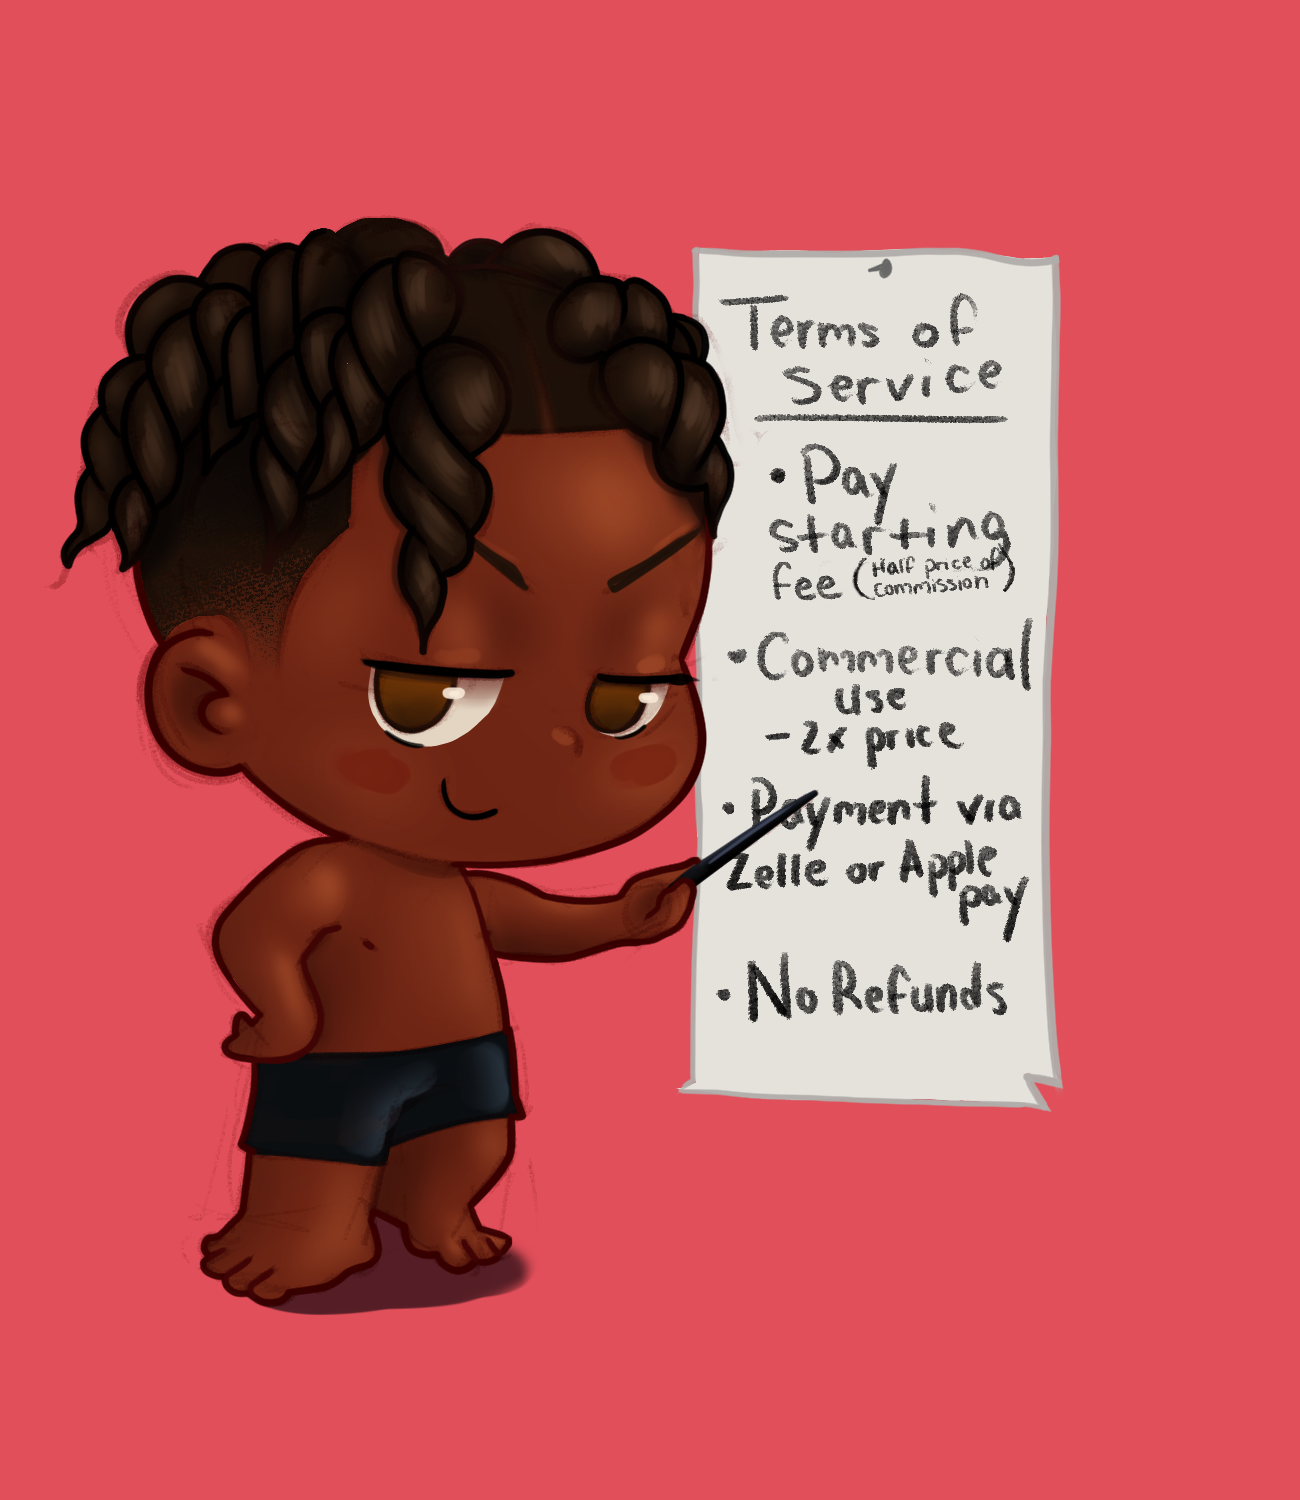 Terms of
Service
• Pay
starting
fee (Half price of
commission)
• Commercial
use
- 2x price
• Payment via
Zelle or Apple
pay
• No Refunds